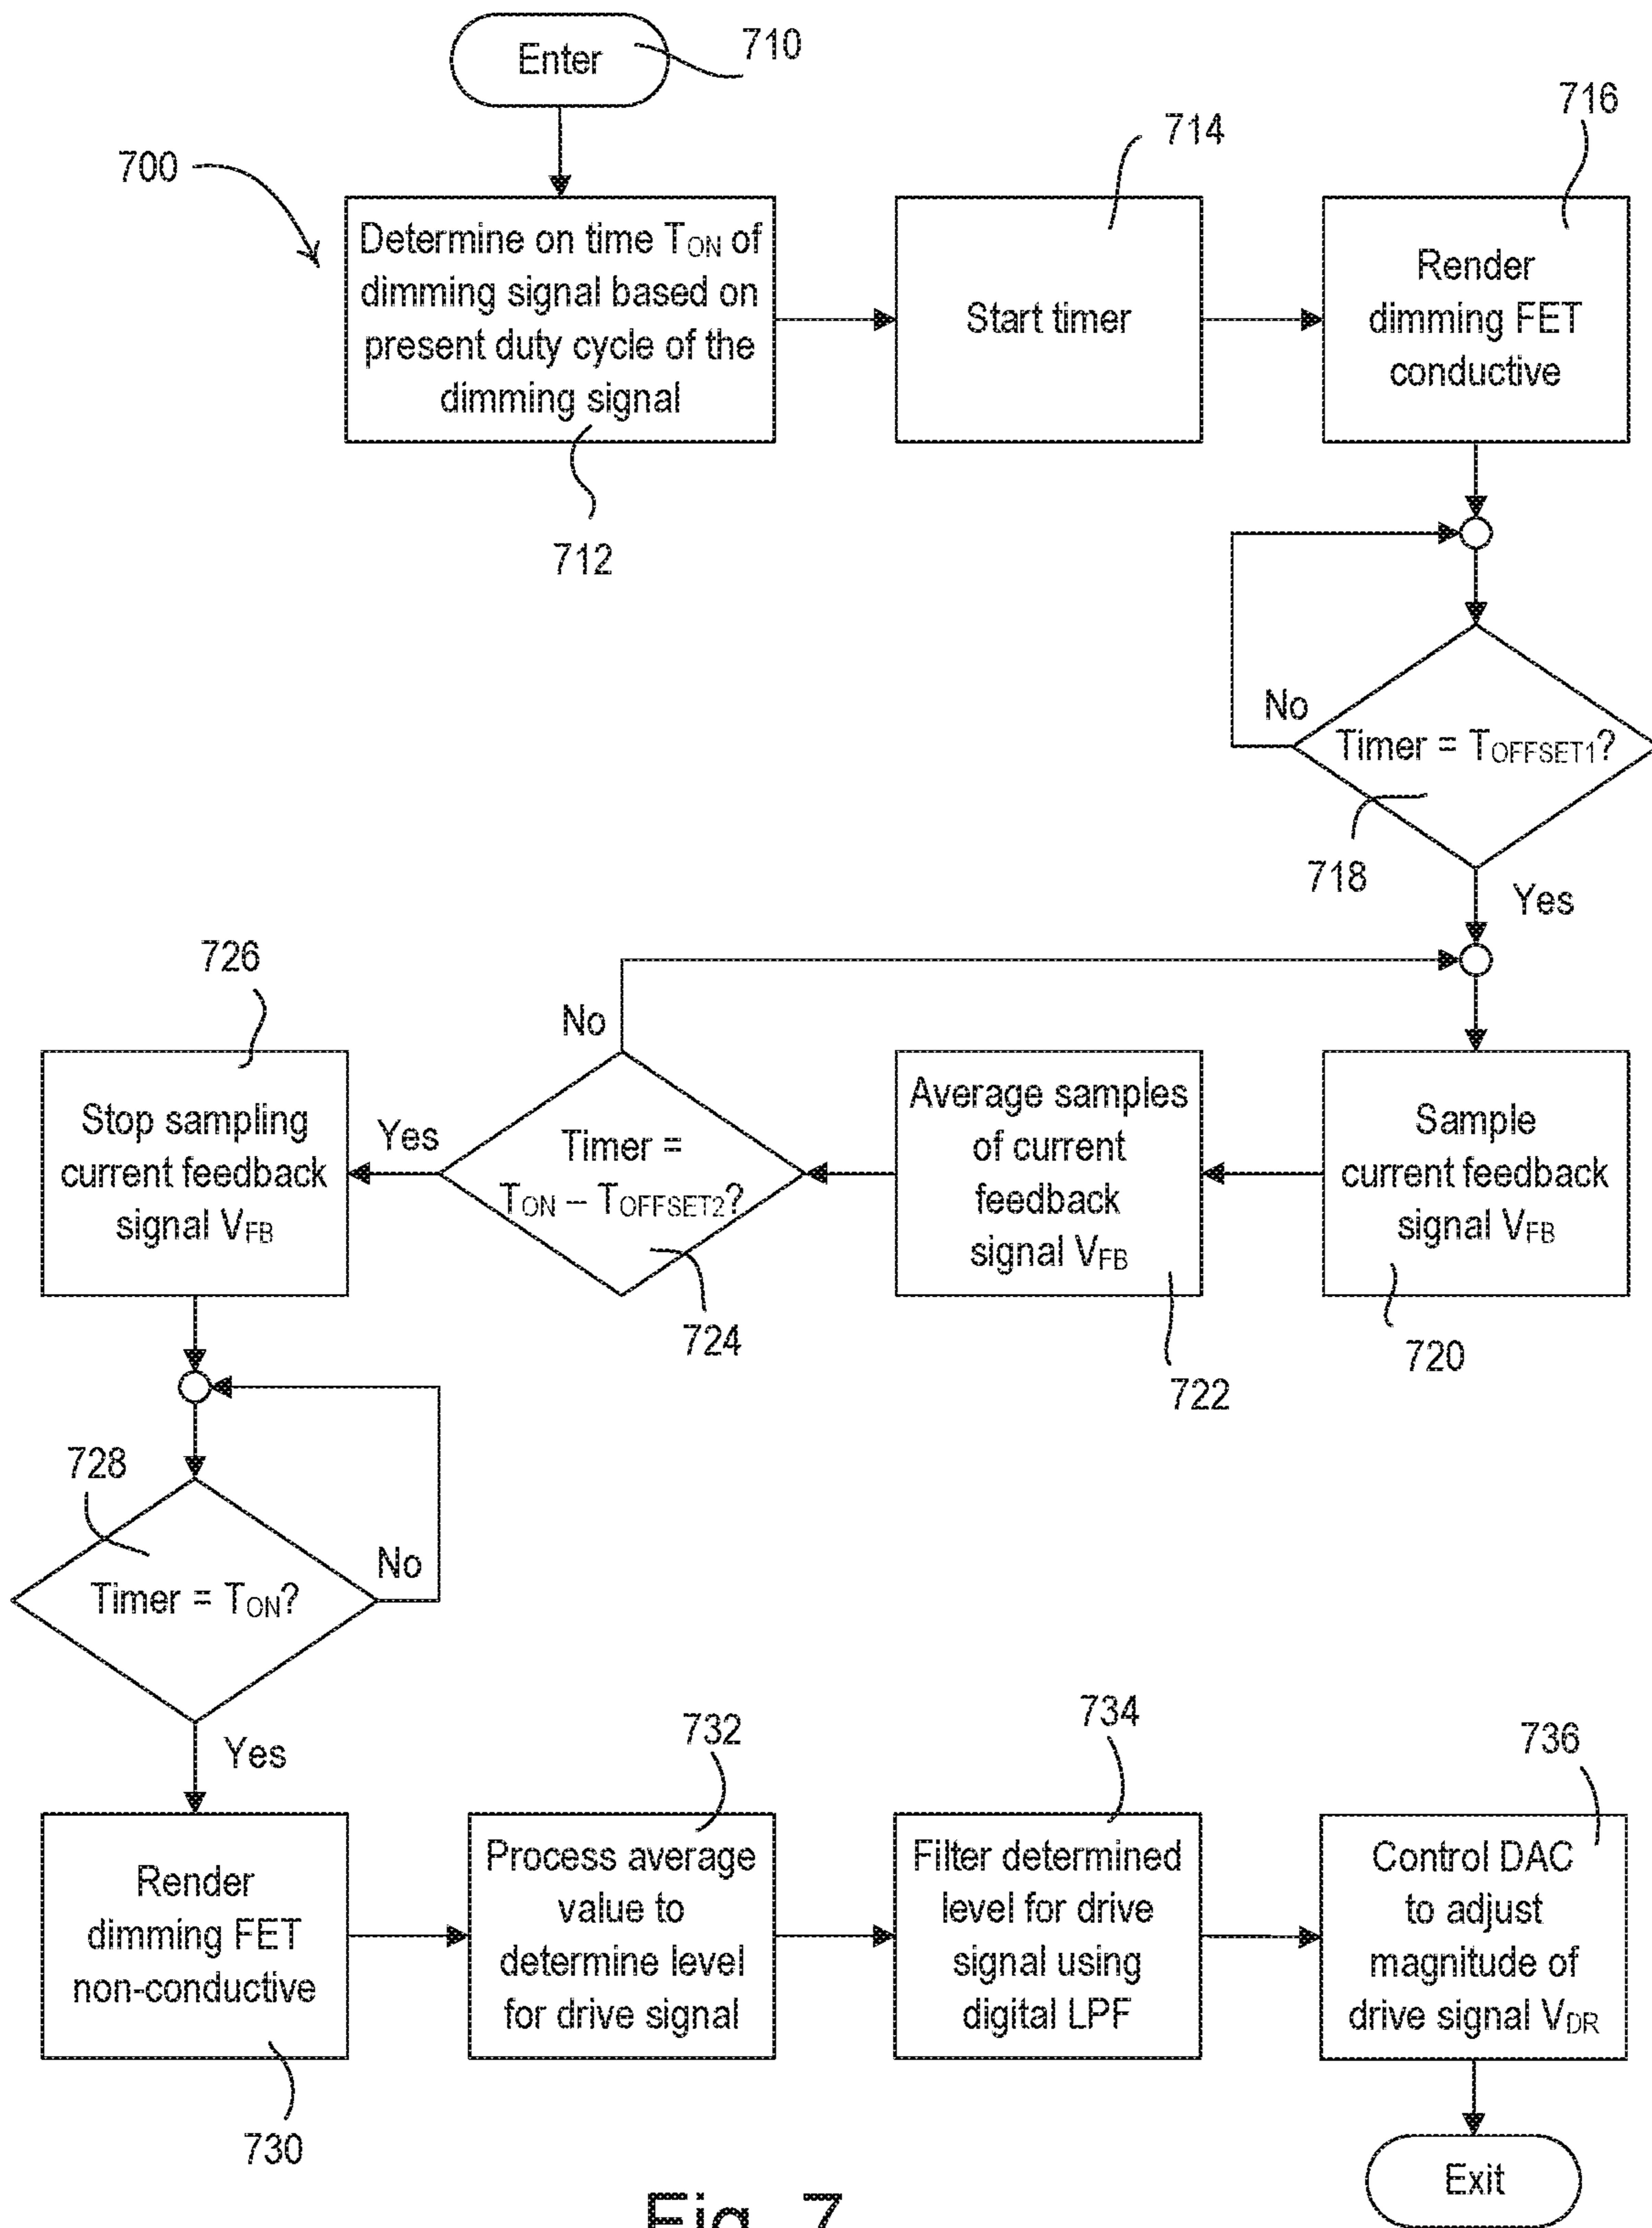 Enter
710
700
714
716
Determine on time TON of
dimming signal based on
present duty cycle of the
dimming signal
712
Start timer
Render
dimming FET
conductive
No
Timer = TOFFSET1?
718
Yes
726
No
Stop sampling
current feedback
signal VFB
Yes
Timer =
TON – TOFFSET2?
724
Average samples
of current
feedback
signal VFB
722
Sample
current feedback
signal VFB
720
728
Timer = TON?
No
Yes
732
734
736
Render
dimming FET
non-conductive
730
Process average
value to
determine level
for drive signal
Filter determined
level for drive
signal using
digital LPF
Control DAC
to adjust
magnitude of
drive signal VDR
Exit
Fig. 7